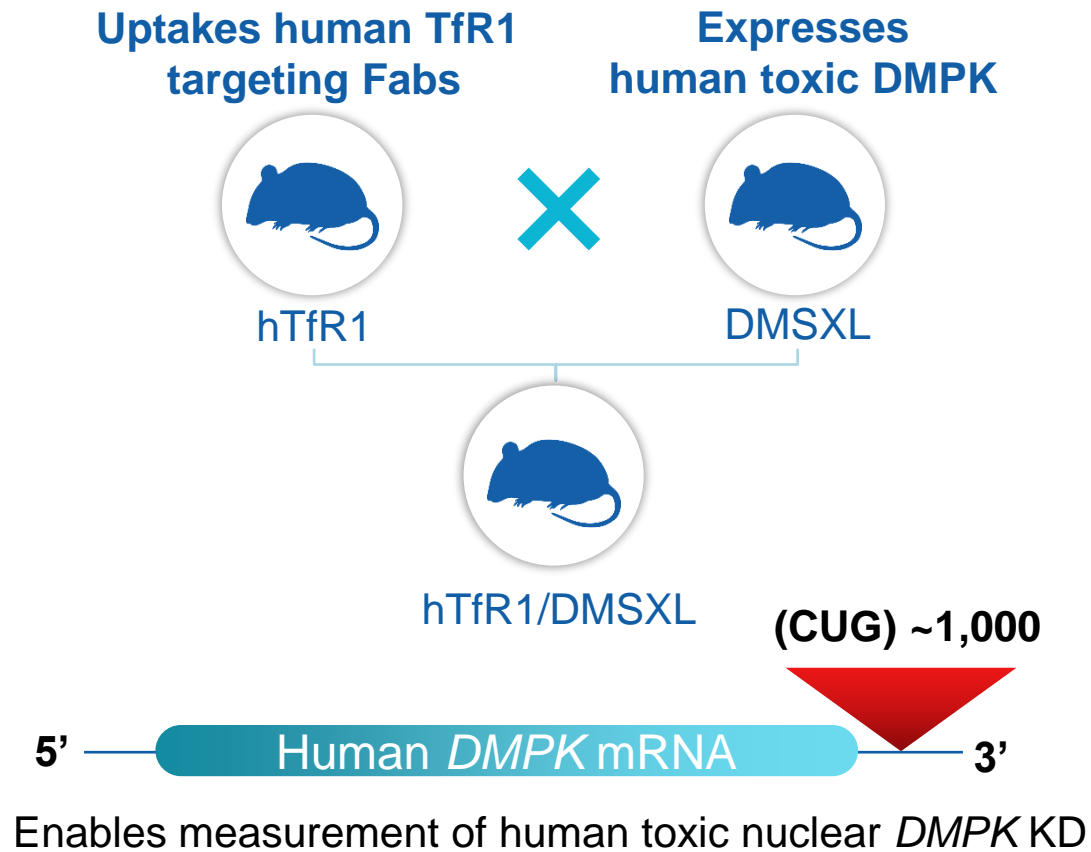 Uptakes human TfR1
targeting Fabs
Expresses
human toxic DMPK
hTfR1
DMSXL
hTfR1/DMSXL
(CUG) ~1,000
5’
Human DMPK mRNA
3’
Enables measurement of human toxic nuclear DMPK KD